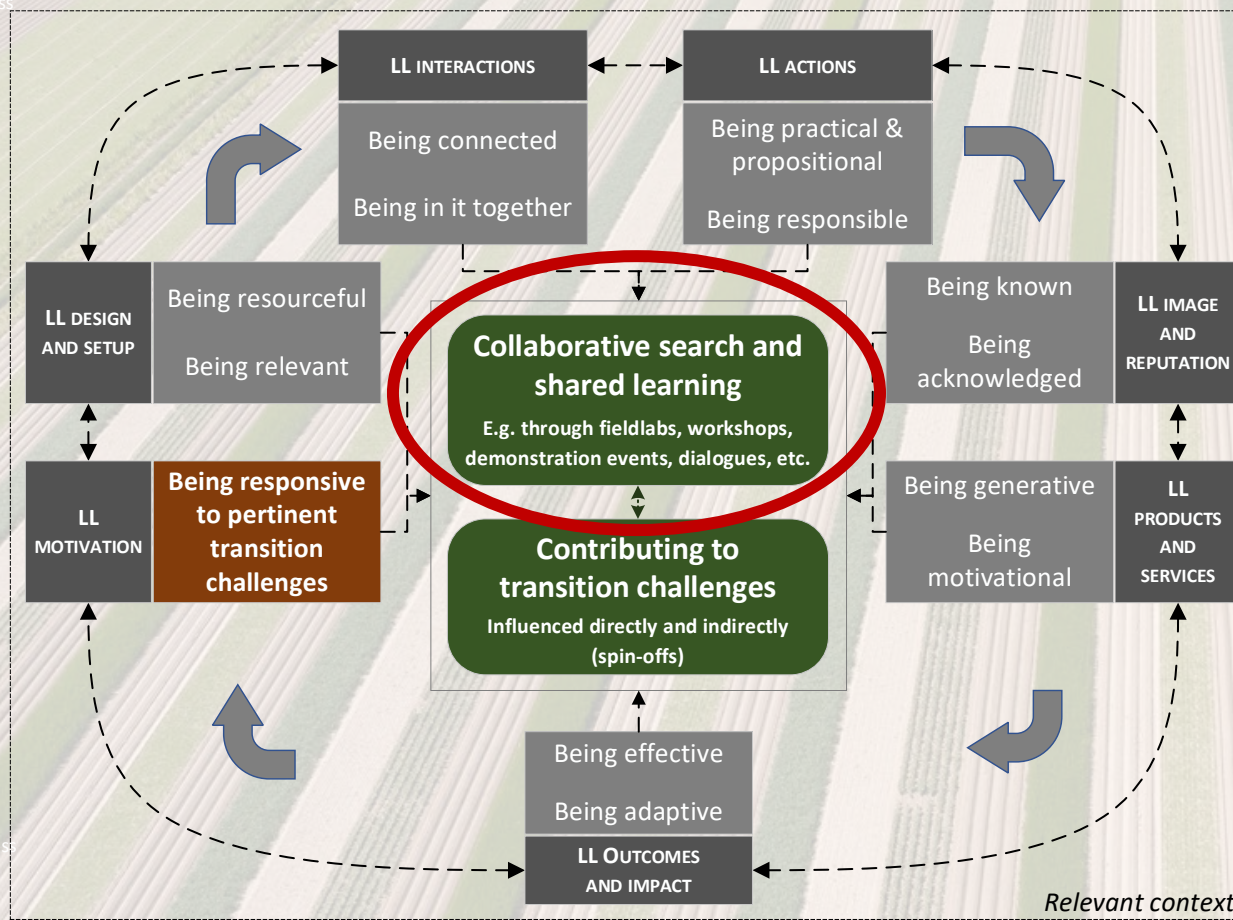 LL INTERACTIONS
LL ACTIONS
Being connected
Being in it together
Being practical &
propositional
Being responsible
LL DESIGN
AND SETUP
Being resourceful
Being relevant
Collaborative search and
shared learning
E.g. through fieldlabs, workshops,
demonstration events, dialogues, etc.
Being known
Being
acknowledged
LL IMAGE
AND
REPUTATION
LL
MOTIVATION
Being responsive
to pertinent
transition
challenges
Contributing to
transition challenges
Influenced directly and indirectly
(spin-offs)
Being generative
Being
motivational
LL
PRODUCTS
AND
SERVICES
Being effective
Being adaptive
LL OUTCOMES
AND IMPACT
Relevant context